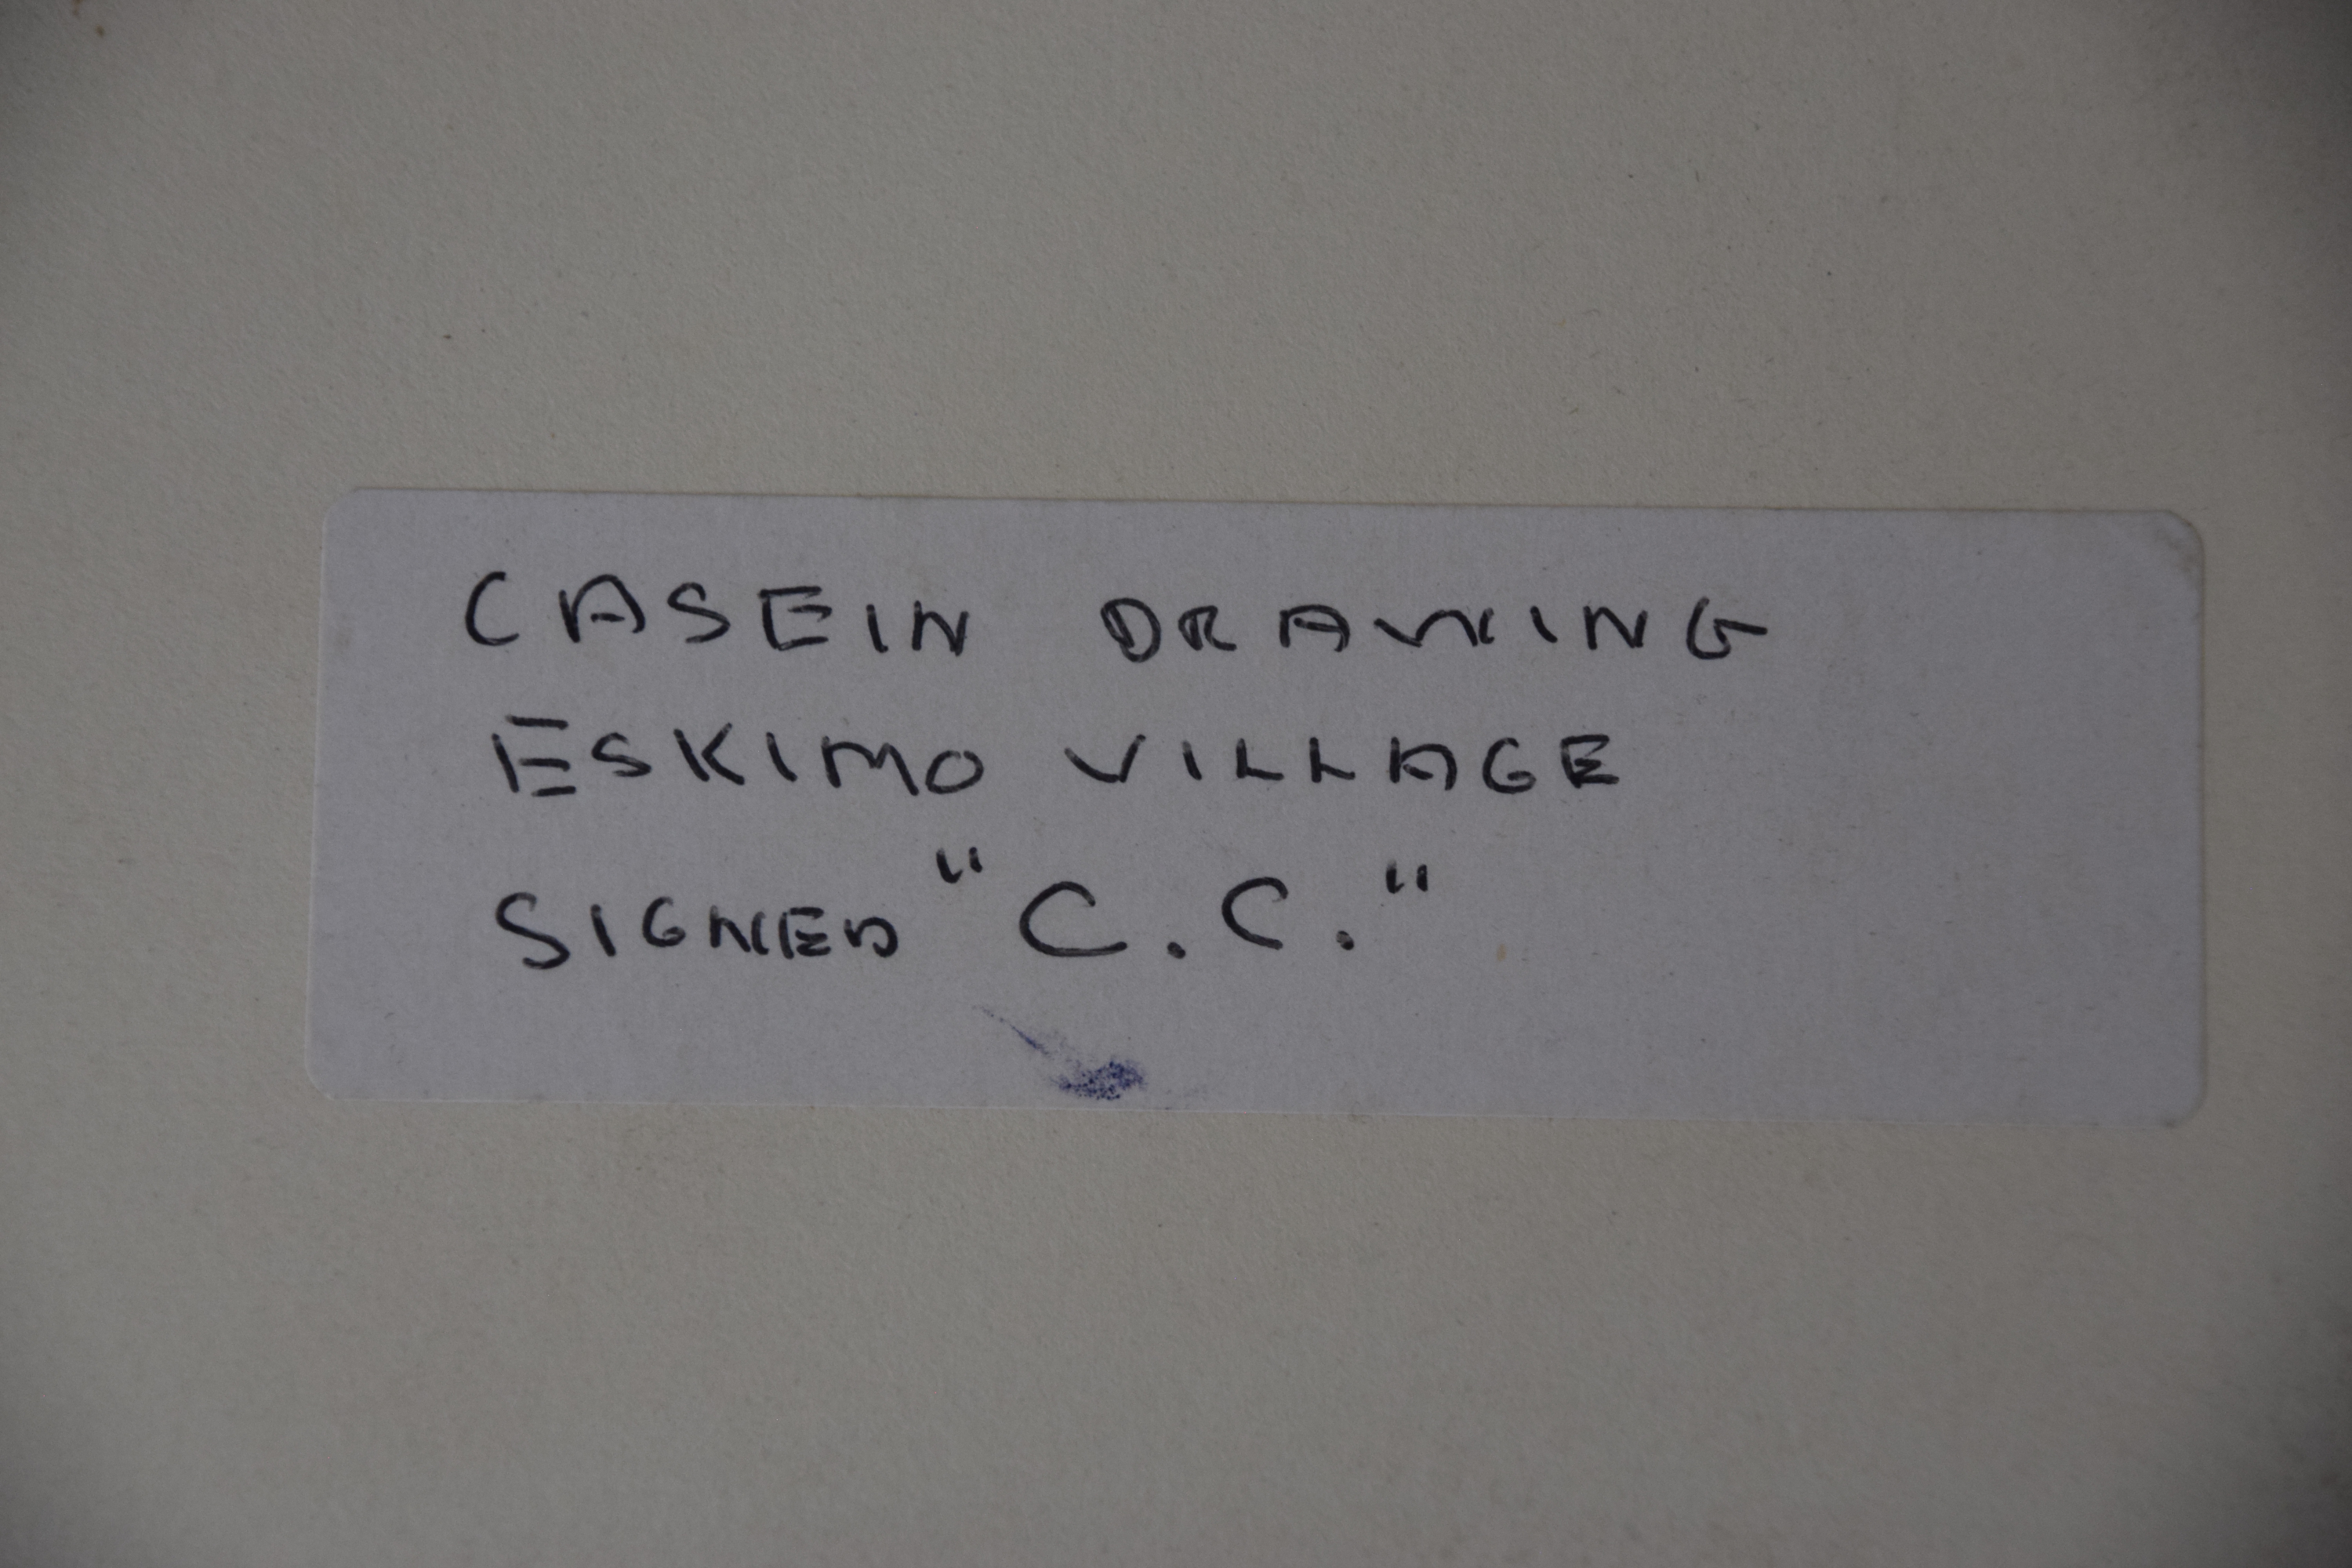 CASEIN DRAWING
ESKIMO VILLAGE
SIGNED "C.C."